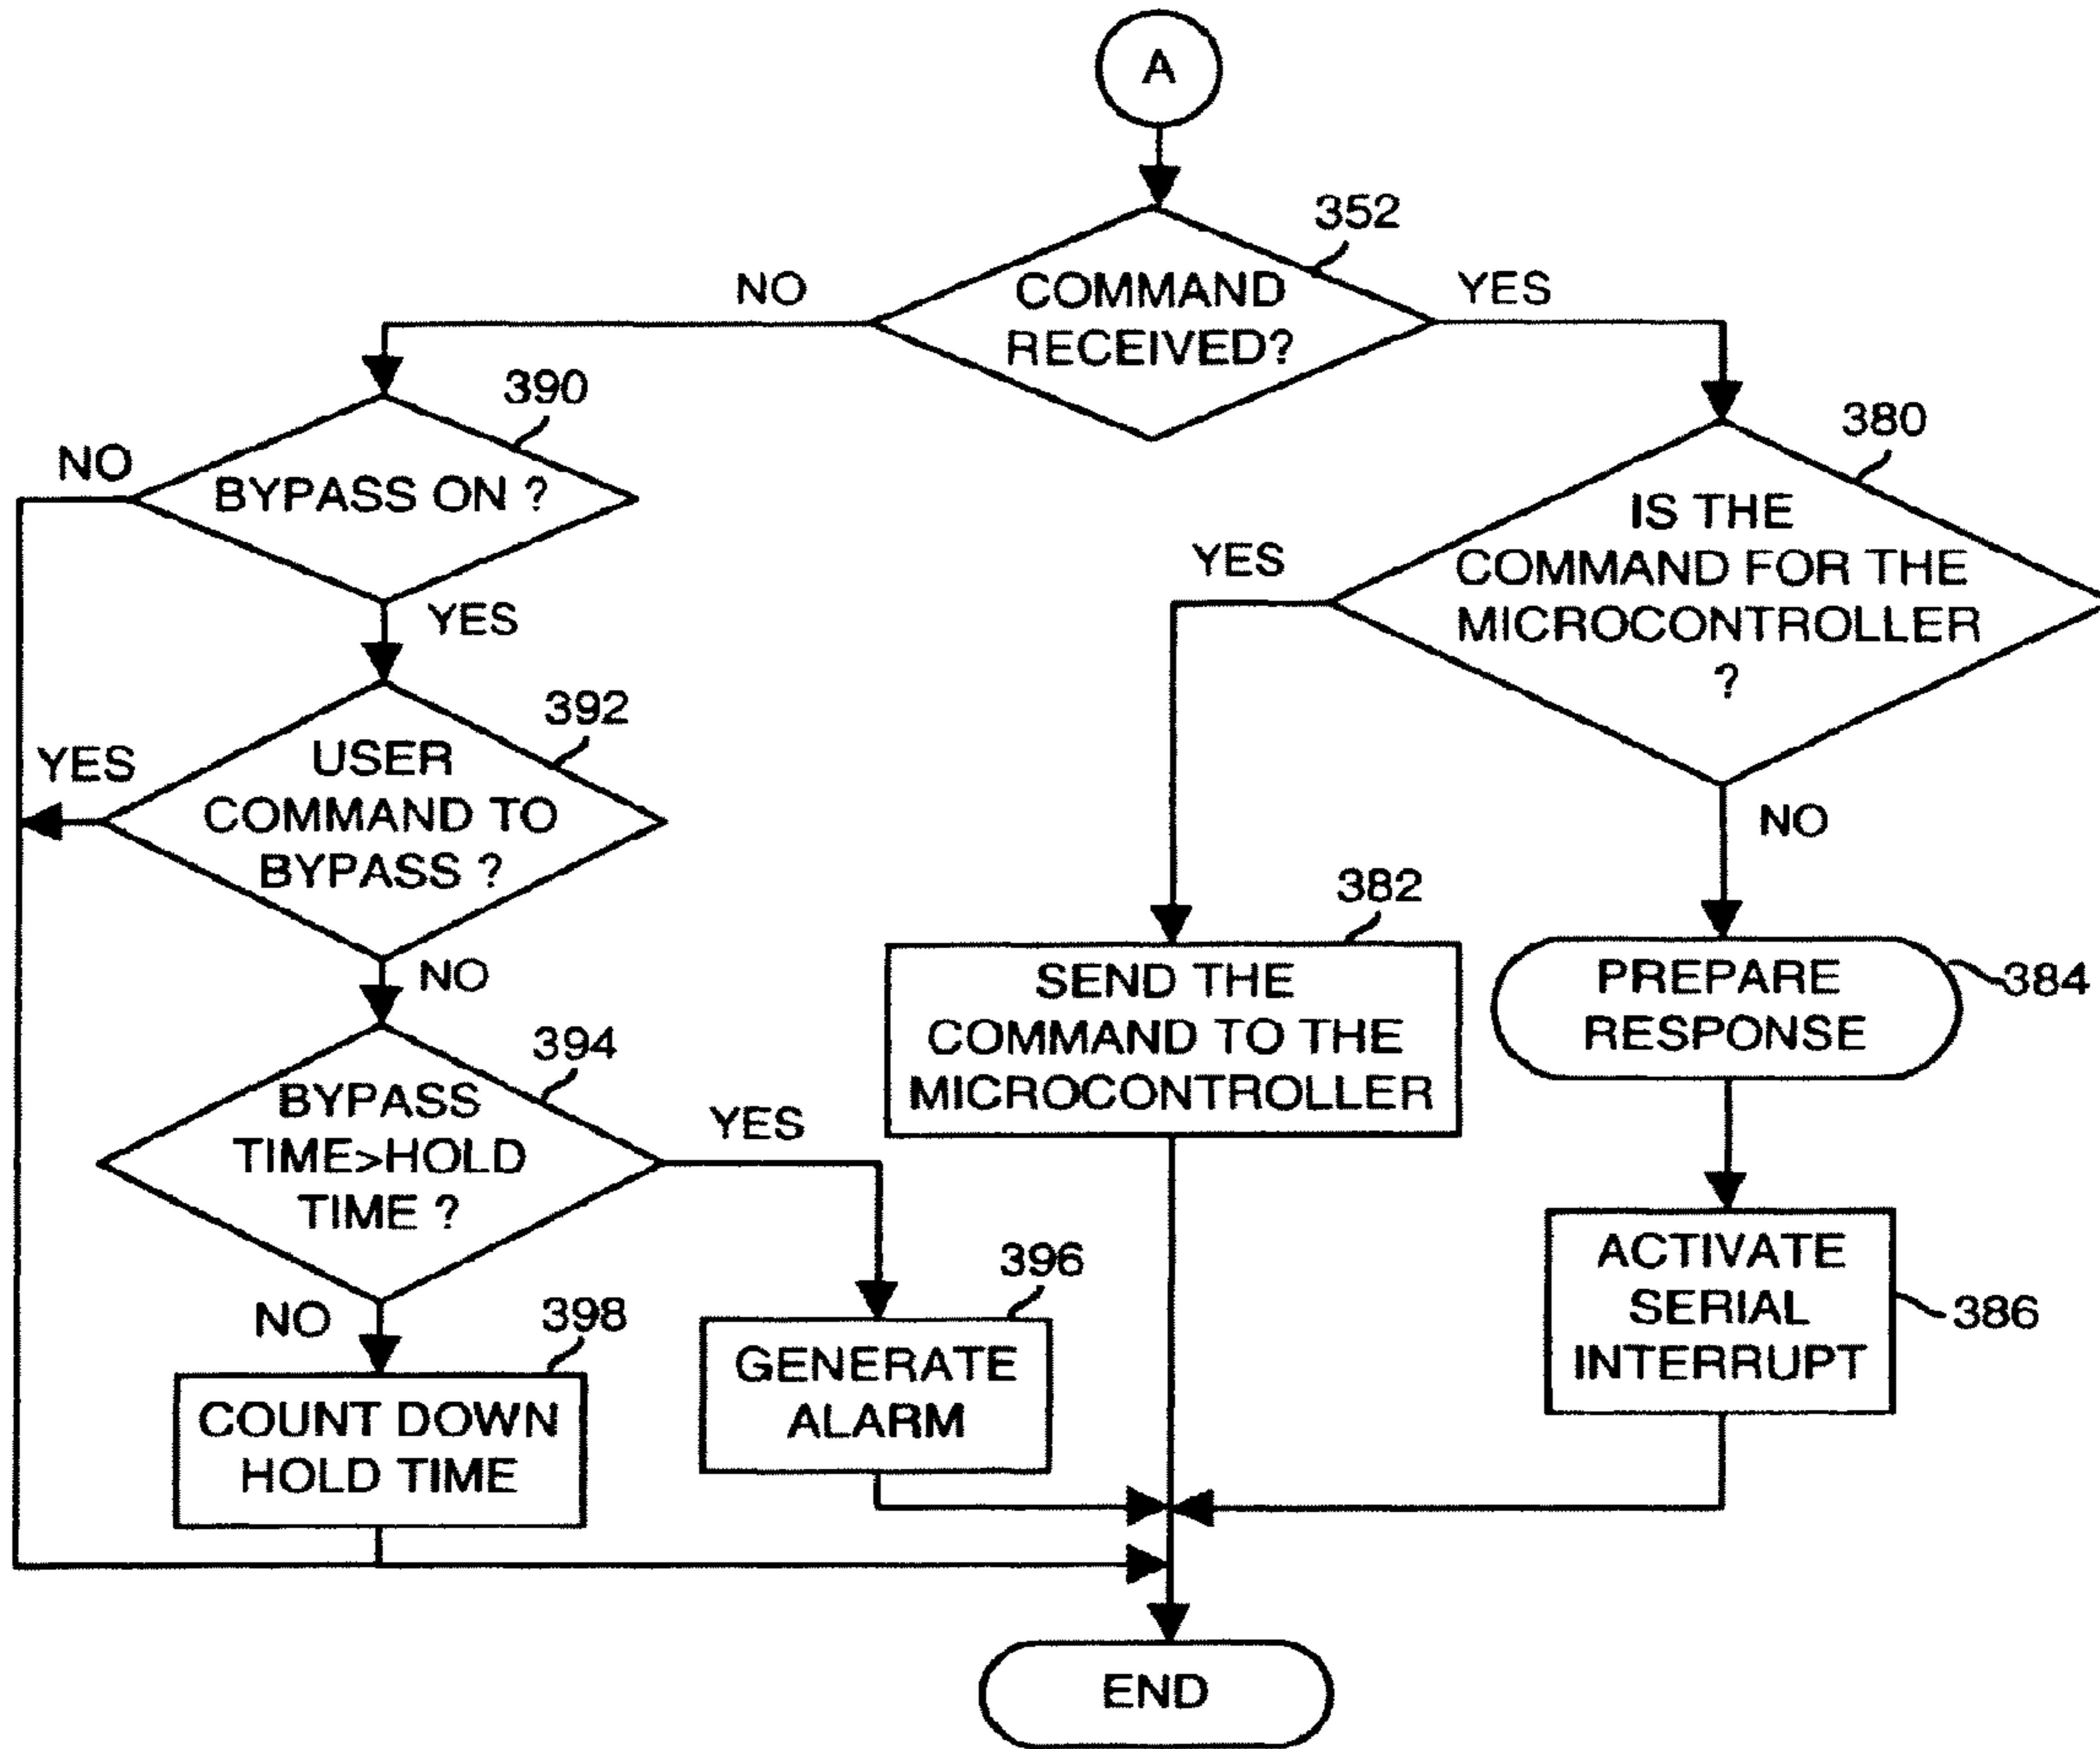 A
352
COMMAND
RECEIVED?
NO
YES
390
BYPASS ON ?
NO
YES
380
IS THE
COMMAND FOR THE
MICROCONTROLLER
?
YES
NO
392
USER
COMMAND TO
BYPASS ?
YES
NO
382
SEND THE
COMMAND TO THE
MICROCONTROLLER
384
PREPARE
RESPONSE
394
BYPASS
TIME>HOLD
TIME ?
YES
NO
386
ACTIVATE
SERIAL
INTERRUPT
396
GENERATE
ALARM
398
COUNT DOWN
HOLD TIME
END